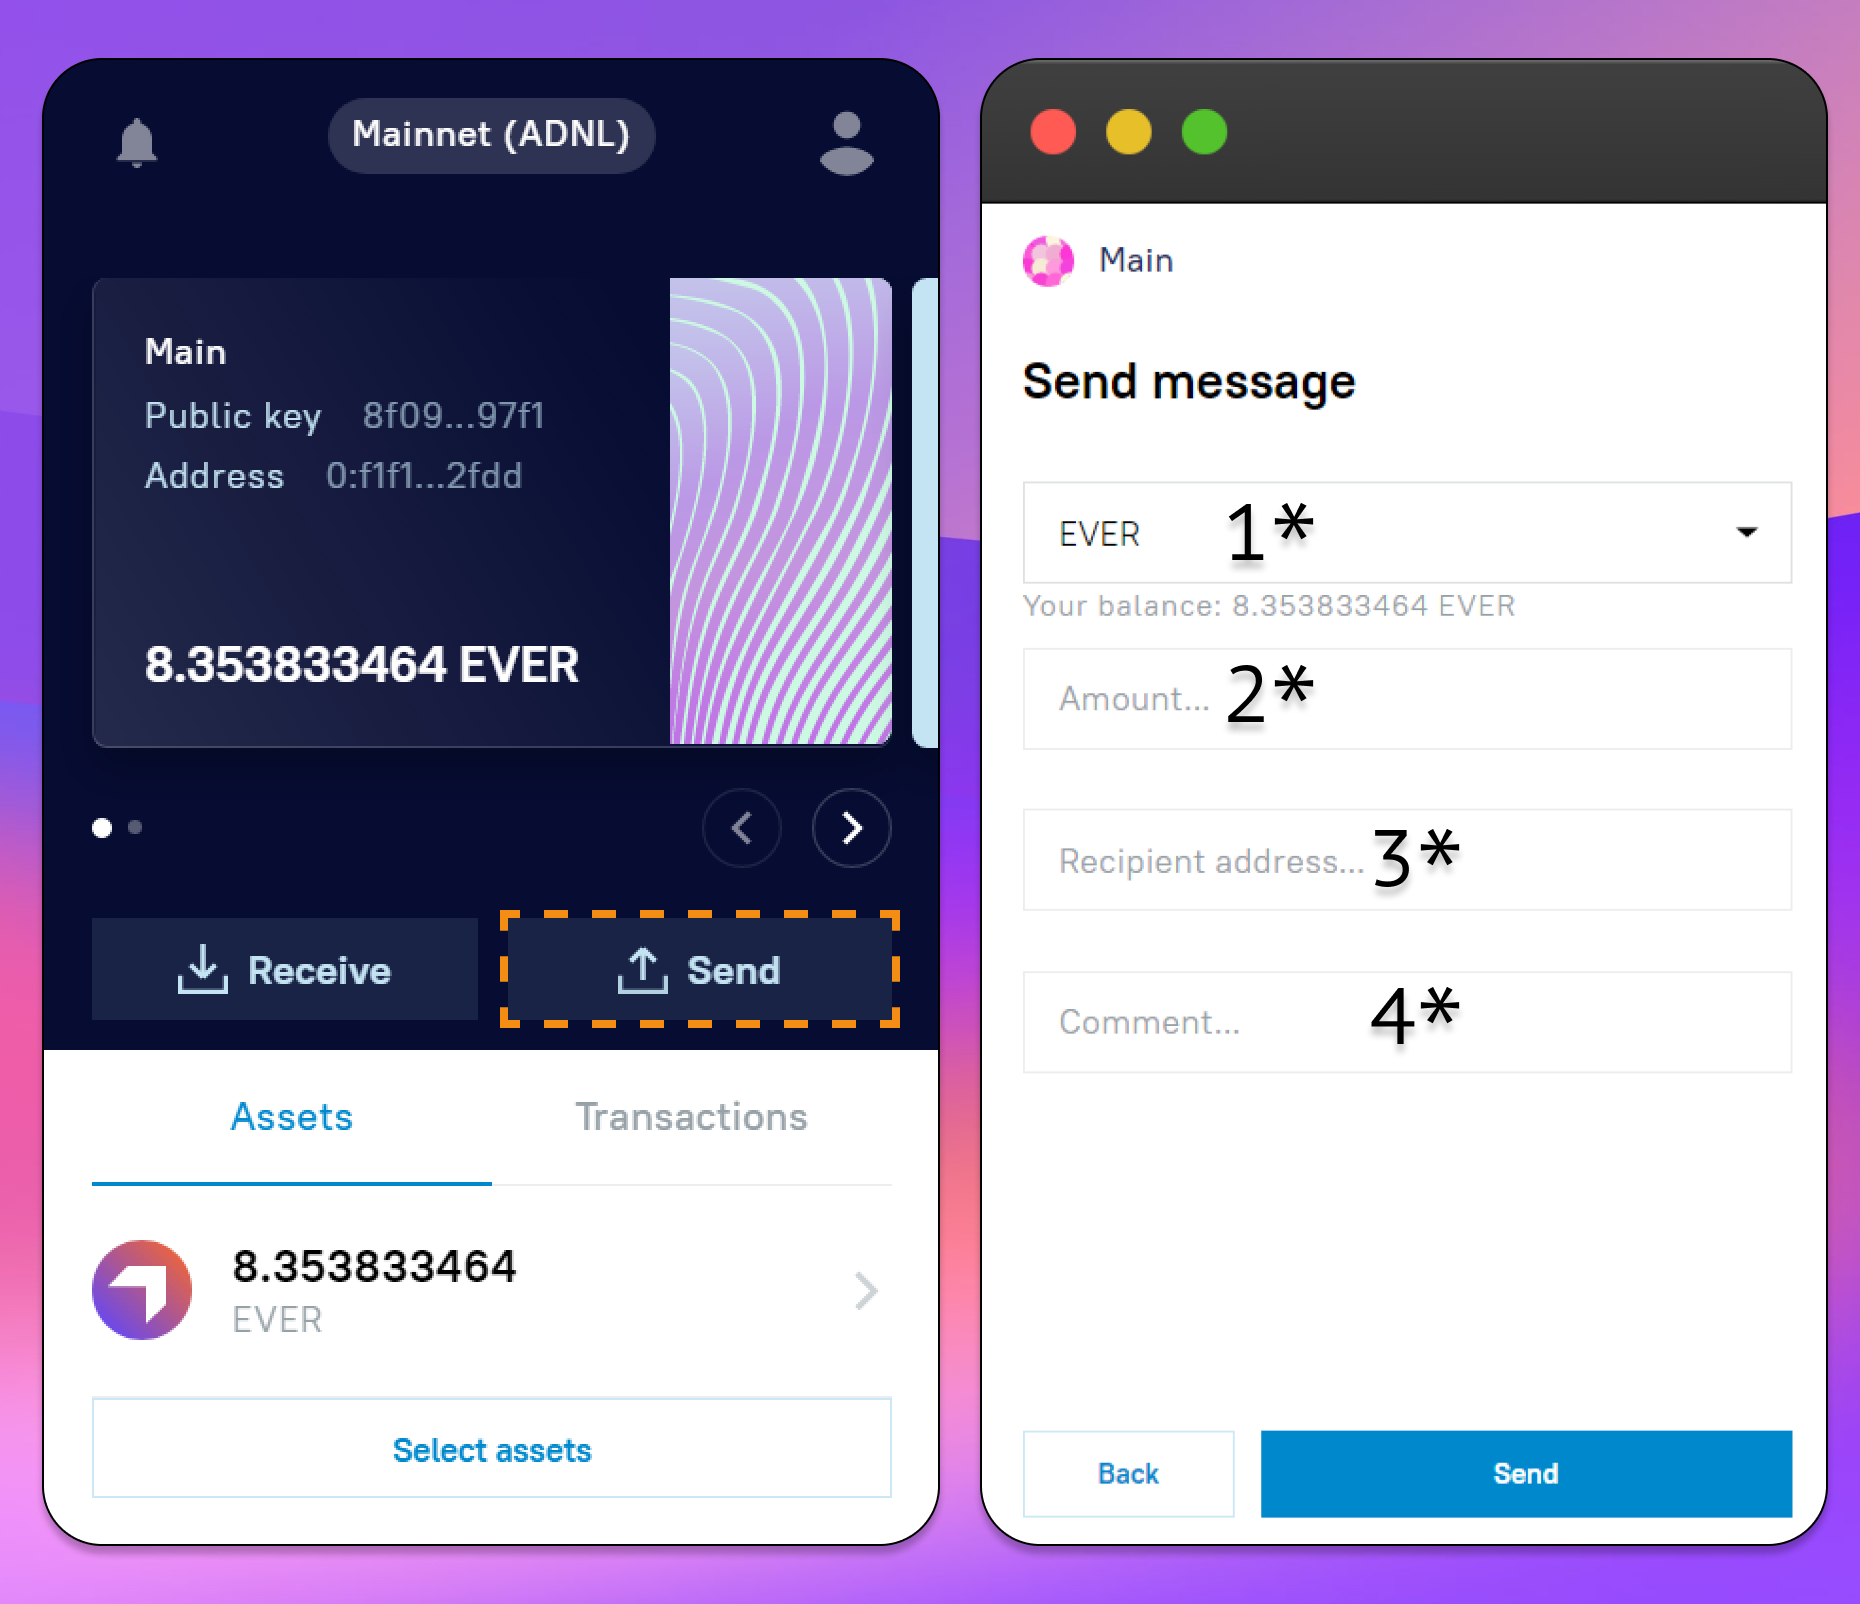 Mainnet (ADNL)
Main
Public key 8f09...97f1
Address 0:f1f1...2fdd
8.353833464 EVER
Receive
Send
Assets
Transactions
8.353833464
EVER
Select assets
Main
Send message
EVER 1*
Your balance: 8.353833464 EVER
Amount... 2*
Recipient address... 3*
Comment... 4*
Back
Send